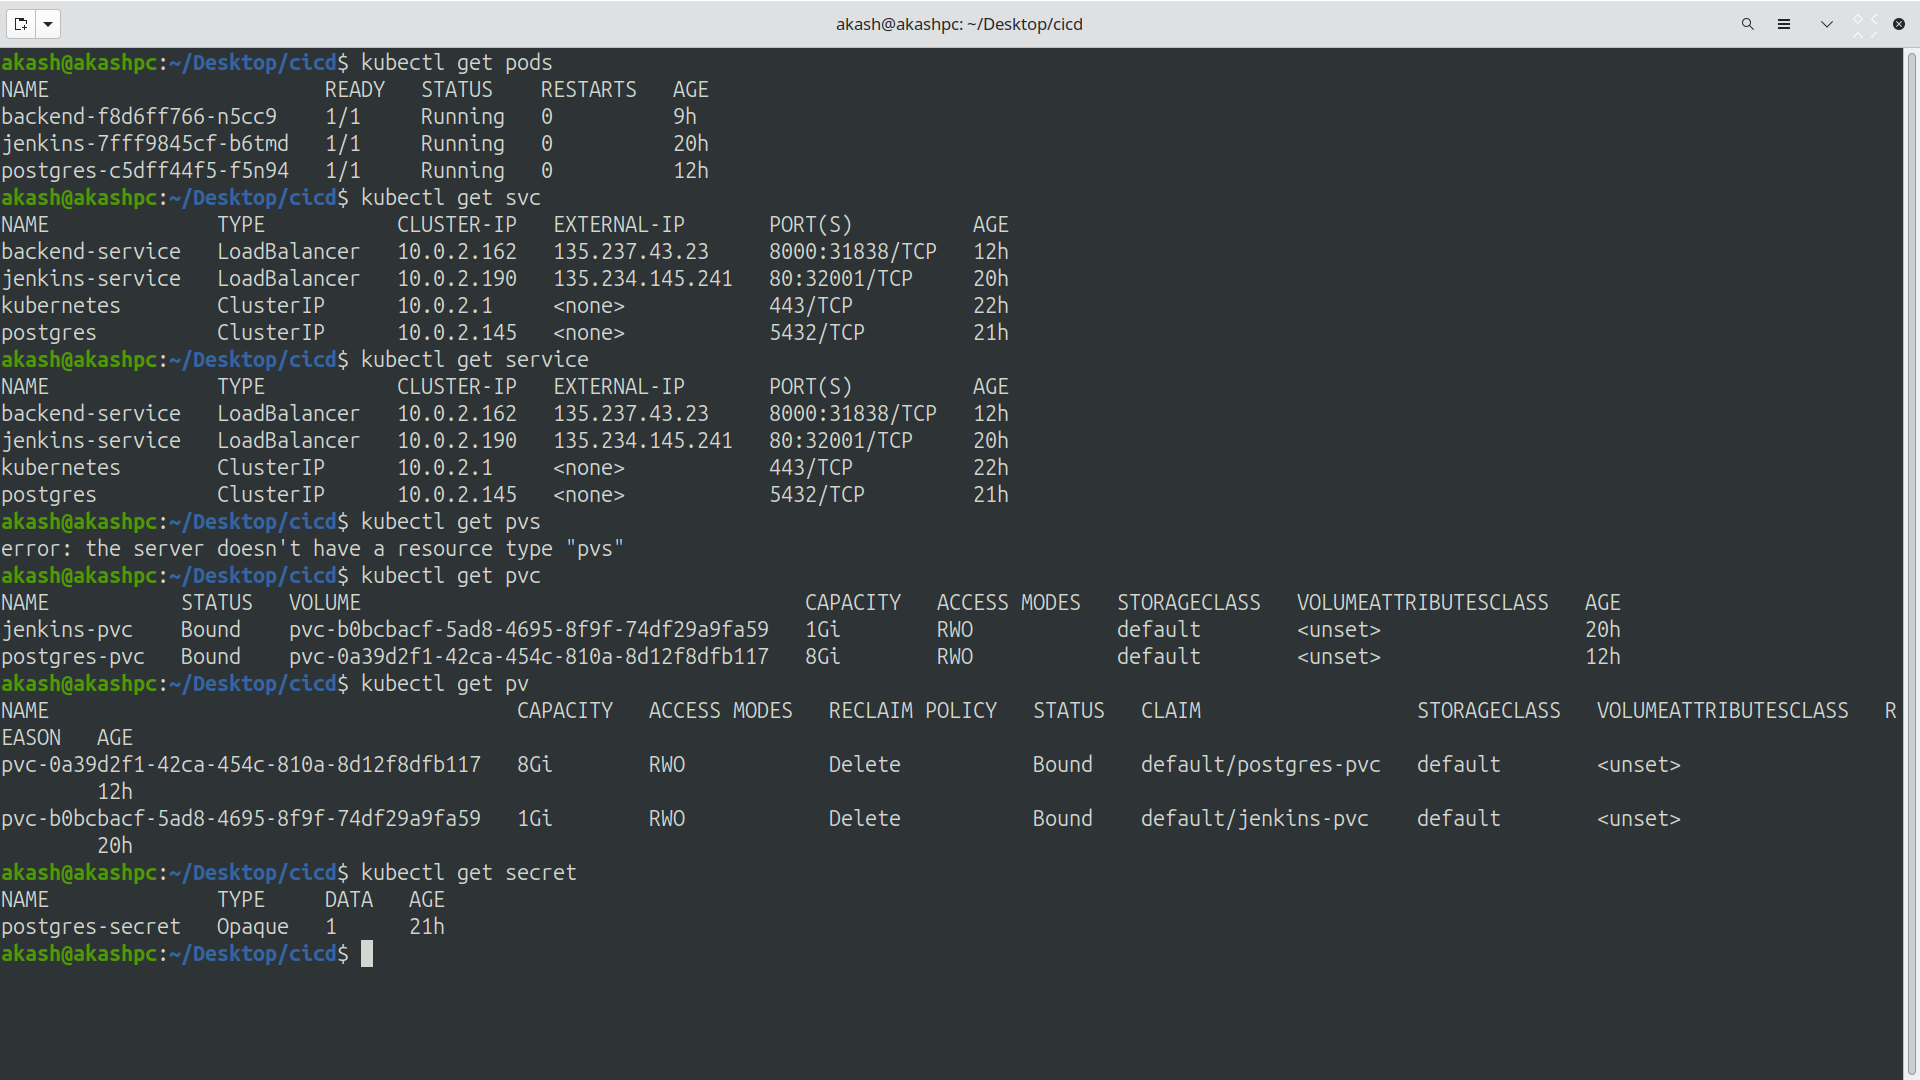 akash@akashpc: ~/Desktop/cicd
akash@akashpc:~/Desktop/cicd$ kubectl get pods
NAME                       READY   STATUS    RESTARTS   AGE
backend-f8d6ff766-n5cc9    1/1     Running   0          9h
jenkins-7fff9845cf-b6tmd   1/1     Running   0          20h
postgres-c5dff44f5-f5n94   1/1     Running   0          12h
akash@akashpc:~/Desktop/cicd$ kubectl get svc
NAME              TYPE           CLUSTER-IP   EXTERNAL-IP       PORT(S)          AGE
backend-service   LoadBalancer   10.0.2.162   135.237.43.23     8000:31838/TCP   12h
jenkins-service   LoadBalancer   10.0.2.190   135.234.145.241   80:32001/TCP     20h
kubernetes        ClusterIP      10.0.2.1     <none>            443/TCP          22h
postgres          ClusterIP      10.0.2.145   <none>            5432/TCP         21h
akash@akashpc:~/Desktop/cicd$ kubectl get service
NAME              TYPE           CLUSTER-IP   EXTERNAL-IP       PORT(S)          AGE
backend-service   LoadBalancer   10.0.2.162   135.237.43.23     8000:31838/TCP   12h
jenkins-service   LoadBalancer   10.0.2.190   135.234.145.241   80:32001/TCP     20h
kubernetes        ClusterIP      10.0.2.1     <none>            443/TCP          22h
postgres          ClusterIP      10.0.2.145   <none>            5432/TCP         21h
akash@akashpc:~/Desktop/cicd$ kubectl get pvs
error: the server doesn't have a resource type "pvs"
akash@akashpc:~/Desktop/cicd$ kubectl get pvc
NAME           STATUS   VOLUME                                     CAPACITY   ACCESS MODES   STORAGECLASS   VOLUMEATTRIBUTESCLASS   AGE
jenkins-pvc    Bound    pvc-b0bcbacf-5ad8-4695-8f9f-74df29a9fa59   1Gi        RWO            default        <unset>                 20h
postgres-pvc   Bound    pvc-0a39d2f1-42ca-454c-810a-8d12f8dfb117   8Gi        RWO            default        <unset>                 12h
akash@akashpc:~/Desktop/cicd$ kubectl get pv
NAME                                       CAPACITY   ACCESS MODES   RECLAIM POLICY   STATUS   CLAIM                  STORAGECLASS   VOLUMEATTRIBUTESCLASS   R
EASON   AGE
pvc-0a39d2f1-42ca-454c-810a-8d12f8dfb117   8Gi        RWO            Delete           Bound    default/postgres-pvc   default        <unset>
        12h
pvc-b0bcbacf-5ad8-4695-8f9f-74df29a9fa59   1Gi        RWO            Delete           Bound    default/jenkins-pvc    default        <unset>
        20h
akash@akashpc:~/Desktop/cicd$ kubectl get secret
NAME              TYPE     DATA   AGE
postgres-secret   Opaque   1      21h
akash@akashpc:~/Desktop/cicd$